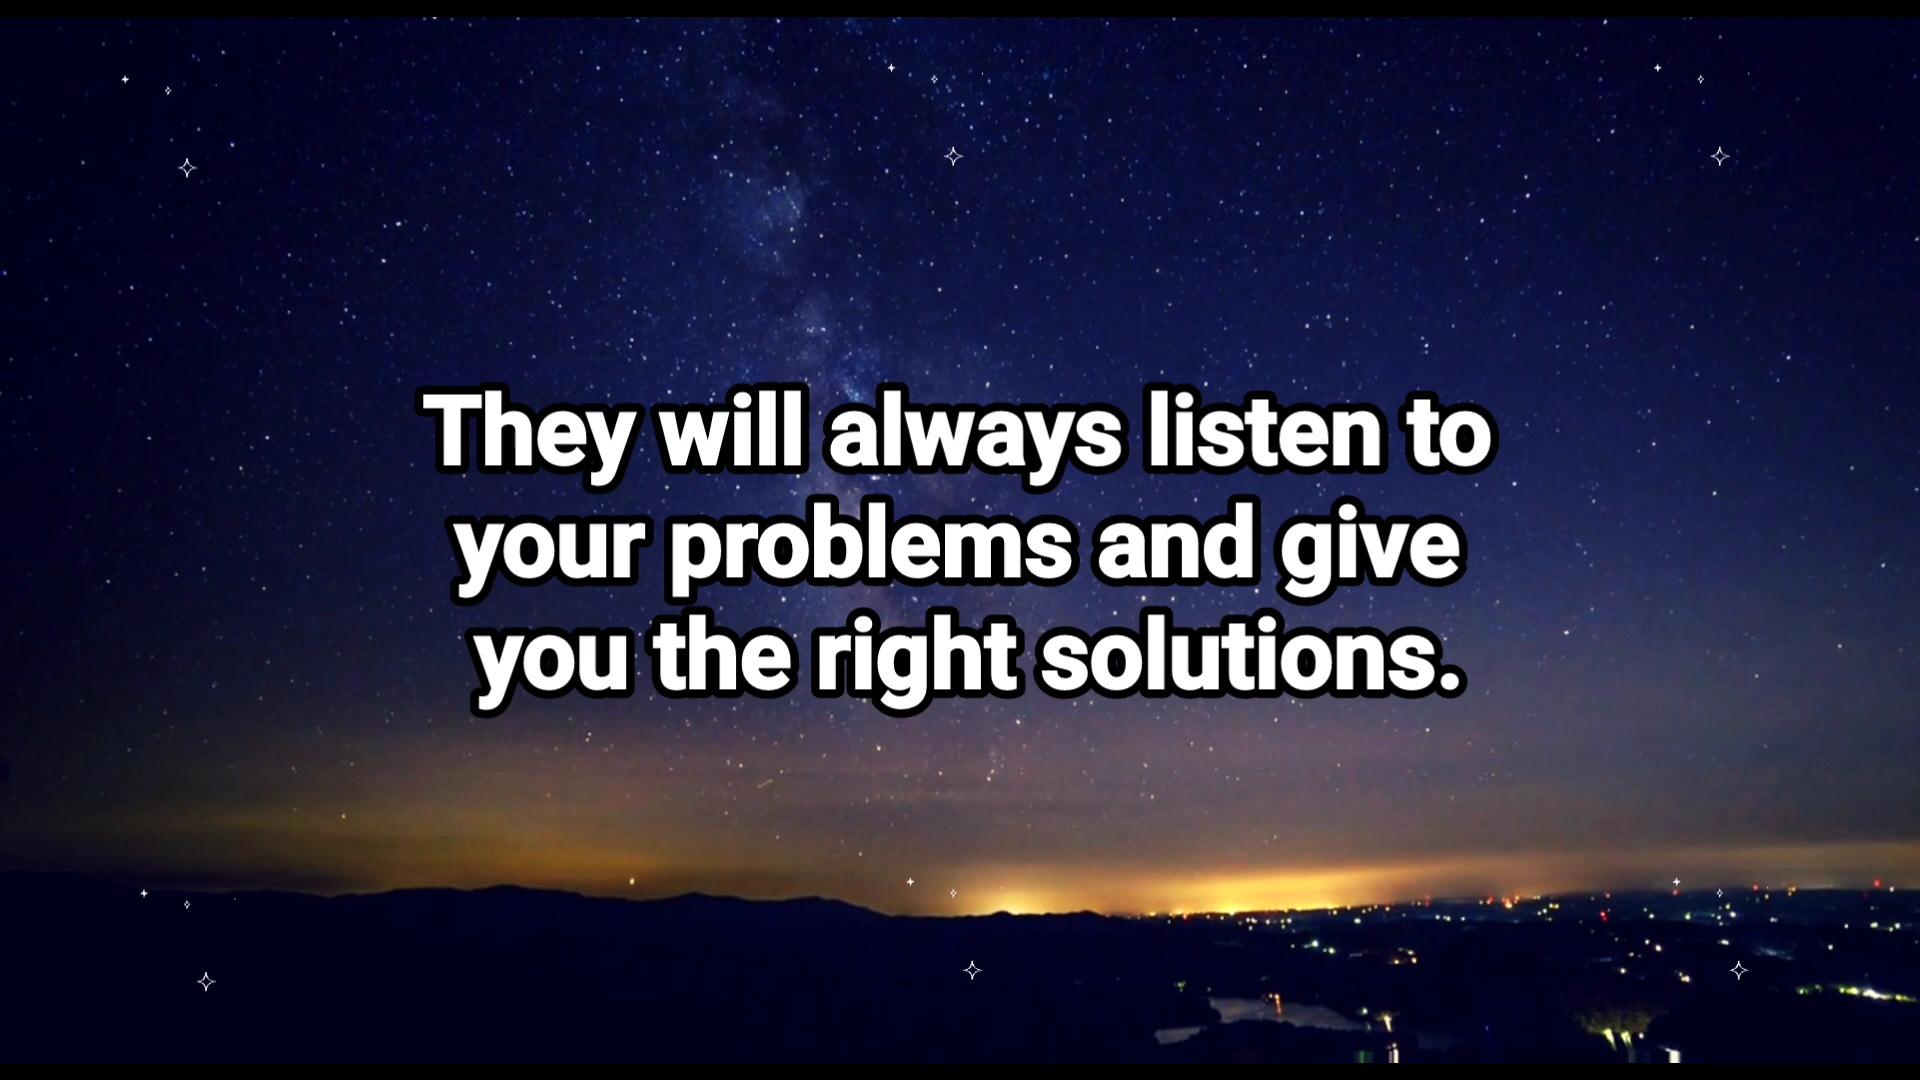 They will always listen to
your problems and give
you the right solutions.